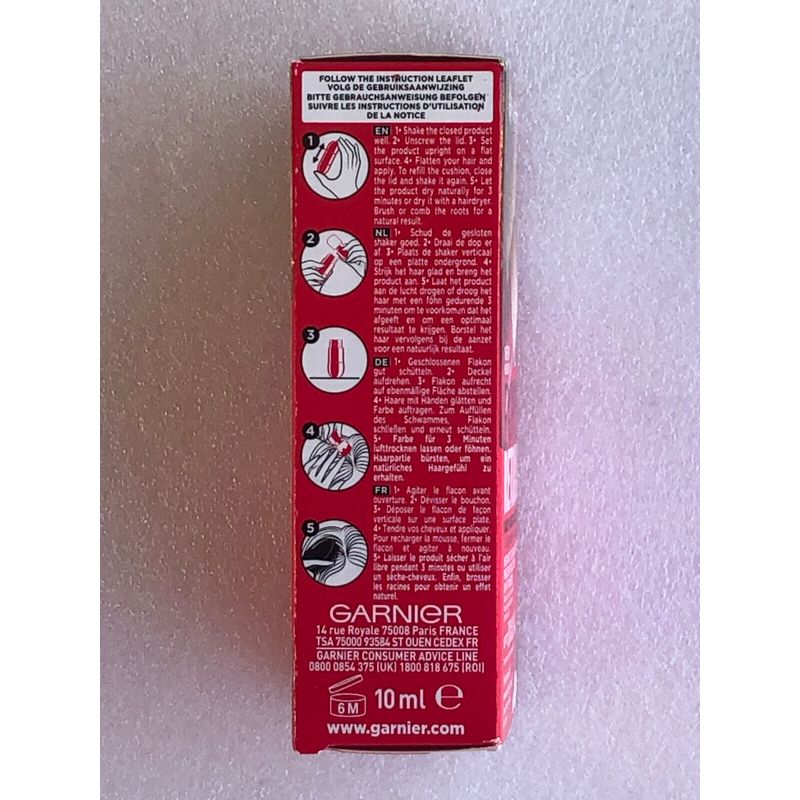 FOLLOW THE INSTRUCTION LEAFLET
VOLG DE GEBRUIKSAANWIJZING
BITTE GEBRAUCHSANWEISUNG BEFOLGEN
SUIVRE LES INSTRUCTIONS D'UTILISATION
DE LA NOTICE
1
EN 1• Shake the closed product
well. 2• Unscrew the lid. 3• Set
the product upright on a flat
surface. 4• Flatten your hair and
apply. To refill the cushion, close
the lid and shake it again. 5• Let
the product dry naturally for 3
minutes or dry it with a hairdryer.
Brush or comb the roots for a
natural result.
2
NL 1• Schud de gesloten
shaker goed. 2• Draai de dop er
af 3• Plaats de shaker verticaal
op een platte ondergrond. 4•
Strijk het haar glad en breng het
product aan. 5• Laat het product
aan de lucht drogen of droog het
haar met een föhn gedurende 3
minuten om te voorkomen dat het
afgeeft en om een optimaal
resultaat te krijgen. Borstel het
haar vervolgens bij de aanzet
voor een natuurlijk resultaat.
3
DE 1• Geschlossenen Flakon
gut schütteln. 2• Deckel
aufdrehen. 3• Flakon aufrecht
auf ebenmäßige Fläche abstellen.
4• Haare mit Händen glätten und
Farbe auftragen. Zum Auffüllen
des Schwammes, Flakon
schließen und erneut schütteln.
5• Farbe für 3 Minuten
lufttrocknen lassen oder föhnen.
Haarpartie bürsten, um ein
natürliches Haargefühl zu
erhalten.
4
FR 1• Agiter le flacon avant
ouverture. 2• Dévisser le bouchon.
3• Déposer le flacon de façon
verticale sur une surface plate.
4• Tendre vos cheveux et appliquer.
Pour recharger la mousse, fermer le
flacon et agiter à nouveau.
5• Laisser le produit sécher à l'air
libre pendant 3 minutes ou utiliser
un sèche-cheveux. Enfin, brosser
les racines pour obtenir un effet
naturel.
5
GARNIER
14 rue Royale 75008 Paris FRANCE
TSA 75000 93584 ST OUEN CEDEX FR
GARNIER CONSUMER ADVICE LINE
0800 0854 375 (UK) 1800 818 675 (ROI)
6M 10 ml e
www.garnier.com